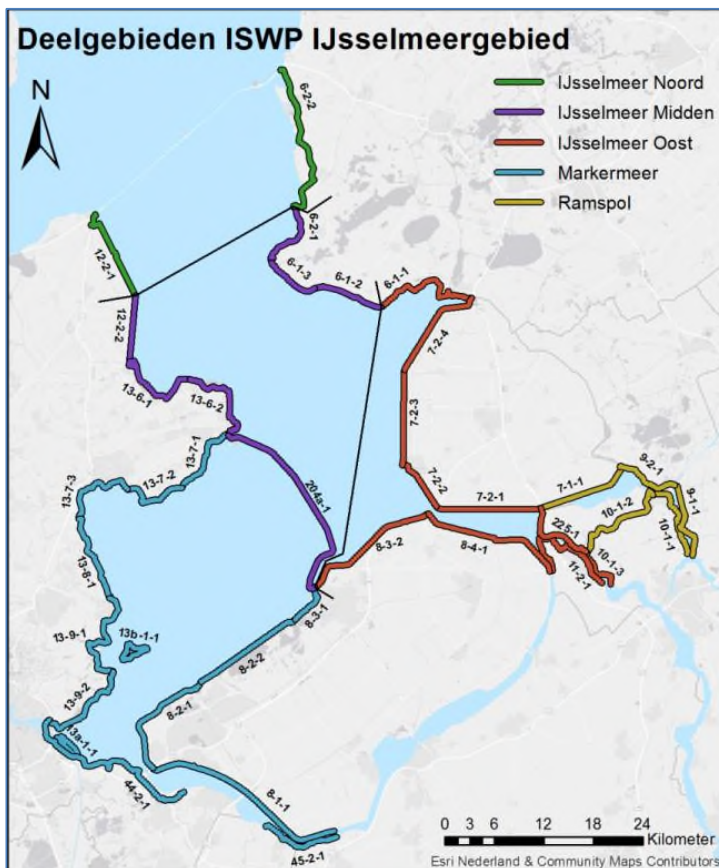 Deelgebieden ISWP IJsselmeergebied
N
IJsselmeer Noord
IJsselmeer Midden
IJsselmeer Oost
Markermeer
Ramspol
6-2-2
6-2-1
12-2-1
6-1-3
6-1-2
6-1-1
12-2-2
7-2-4
13-6-1
13-6-2
7-2-3
13-7-1
13-7-2
13-7-3
204a-1
7-2-2
7-2-1
7-1-1
9-2-1
9-1-1
10-1-2
10-1-1
225-1
10-1-3
11-2-1
8-3-2
8-4-1
13-8-1
8-3-1
13-9-1
13b-1-1
8-2-2
13-9-2
8-2-1
13a-1-1
44-2-1
8-1-1
45-2-1
0 3 6 12 18 24
Kilometer
Esri Nederland & Community Maps Contributors